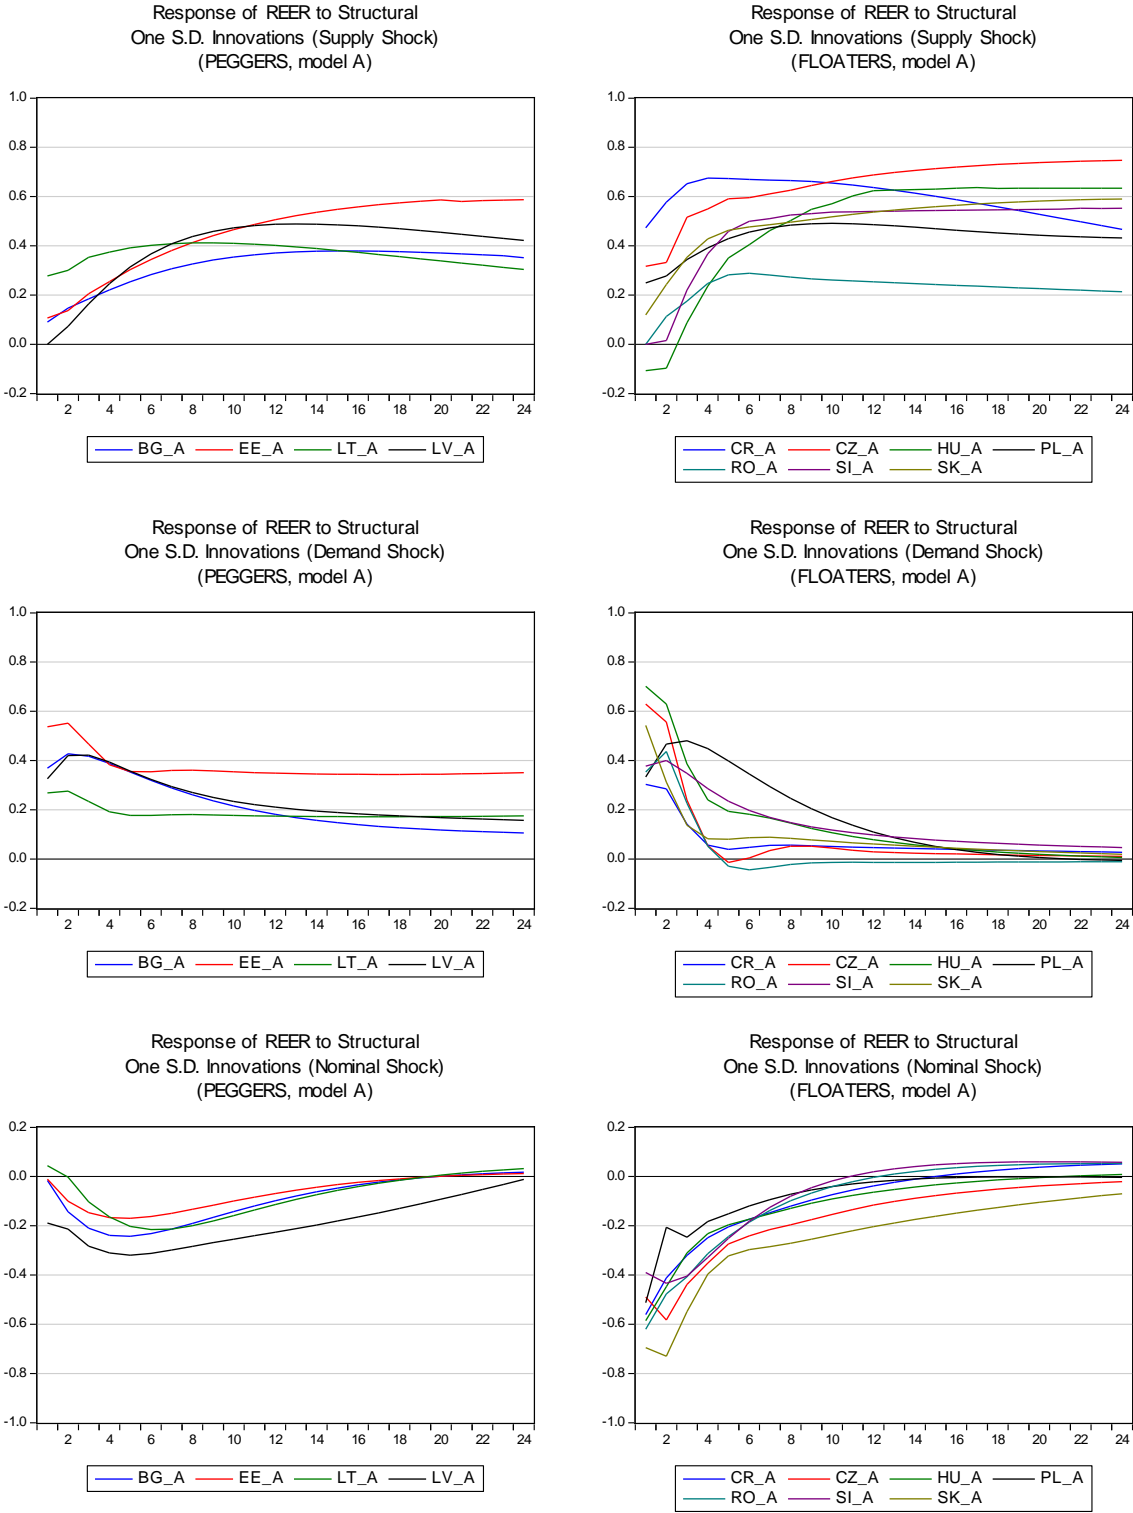 Response of REER to Structural
One S.D. Innovations (Supply Shock)
(PEGGERS, model A)
1.0
0.8
0.6
0.4
0.2
0.0
-0.2
2 4 6 8 10 12 14 16 18 20 22 24
BG_A EE_A LT_A LV_A
Response of REER to Structural
One S.D. Innovations (Supply Shock)
(FLOATERS, model A)
1.0
0.8
0.6
0.4
0.2
0.0
-0.2
2 4 6 8 10 12 14 16 18 20 22 24
CR_A CZ_A HU_A PL_A
RO_A SI_A SK_A
Response of REER to Structural
One S.D. Innovations (Demand Shock)
(PEGGERS, model A)
1.0
0.8
0.6
0.4
0.2
0.0
-0.2
2 4 6 8 10 12 14 16 18 20 22 24
BG_A EE_A LT_A LV_A
Response of REER to Structural
One S.D. Innovations (Demand Shock)
(FLOATERS, model A)
1.0
0.8
0.6
0.4
0.2
0.0
-0.2
2 4 6 8 10 12 14 16 18 20 22 24
CR_A CZ_A HU_A PL_A
RO_A SI_A SK_A
Response of REER to Structural
One S.D. Innovations (Nominal Shock)
(PEGGERS, model A)
0.2
0.0
-0.2
-0.4
-0.6
-0.8
-1.0
2 4 6 8 10 12 14 16 18 20 22 24
BG_A EE_A LT_A LV_A
Response of REER to Structural
One S.D. Innovations (Nominal Shock)
(FLOATERS, model A)
0.2
0.0
-0.2
-0.4
-0.6
-0.8
-1.0
2 4 6 8 10 12 14 16 18 20 22 24
CR_A CZ_A HU_A PL_A
RO_A SI_A SK_A